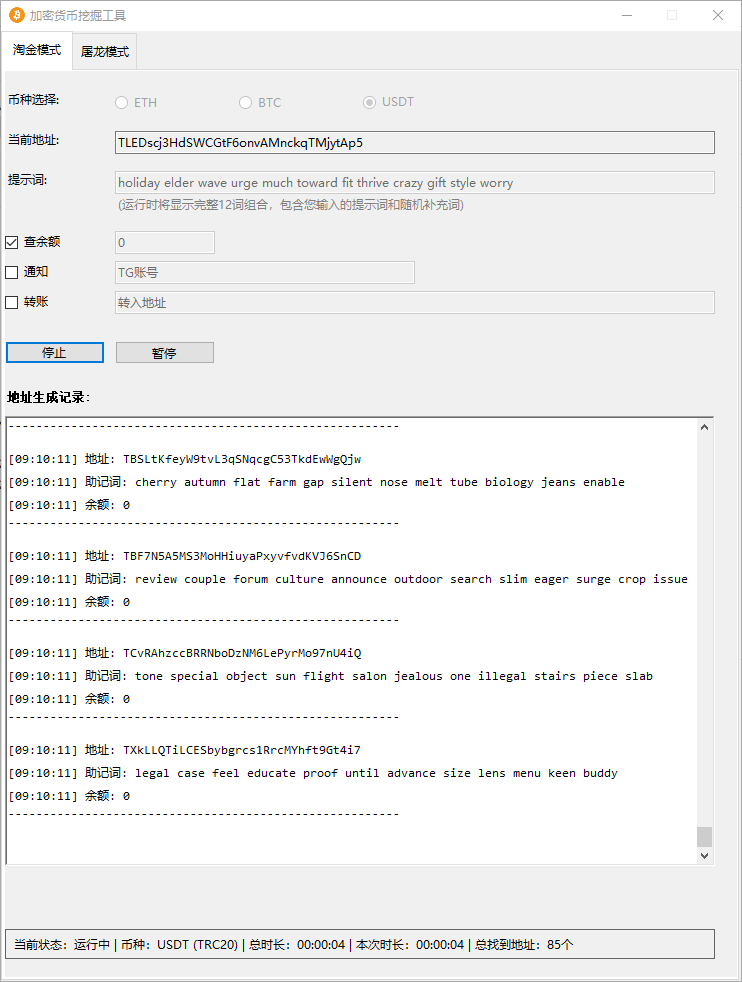 加密货币挖掘工具
淘金模式 屠龙模式
币种选择: ETH BTC USDT
当前地址: TLEDscj3HdSWCGtF6onvAMnckqTMjytAp5
提示词: holiday elder wave urge much toward fit thrive crazy gift style worry
(运行时将显示完整12词组合，包含您输入的提示词和随机补充词)
查余额 0
通知 TG账号
转账 转入地址
停止 暂停
地址生成记录:
--------------------------------------------------------
[09:10:11] 地址: TBSLtKfeyW9tvL3qSNqcgC53TkdEwWgQjw
[09:10:11] 助记词: cherry autumn flat farm gap silent nose melt tube biology jeans enable
[09:10:11] 余额: 0
--------------------------------------------------------
[09:10:11] 地址: TBF7N5A5MS3MoHHiuyaPxyvfvdKVJ6SnCD
[09:10:11] 助记词: review couple forum culture announce outdoor search slim eager surge crop issue
[09:10:11] 余额: 0
--------------------------------------------------------
[09:10:11] 地址: TCvRAhzccBRRNboDzNM6LePyrMo97nU4iQ
[09:10:11] 助记词: tone special object sun flight salon jealous one illegal stairs piece slab
[09:10:11] 余额: 0
--------------------------------------------------------
[09:10:11] 地址: TXkLLQTiLCESbybgrcs1RrcMYhft9Gt4i7
[09:10:11] 助记词: legal case feel educate proof until advance size lens menu keen buddy
[09:10:11] 余额: 0
--------------------------------------------------------
当前状态: 运行中 | 币种: USDT (TRC20) | 总时长: 00:00:04 | 本次时长: 00:00:04 | 总找到地址: 85个